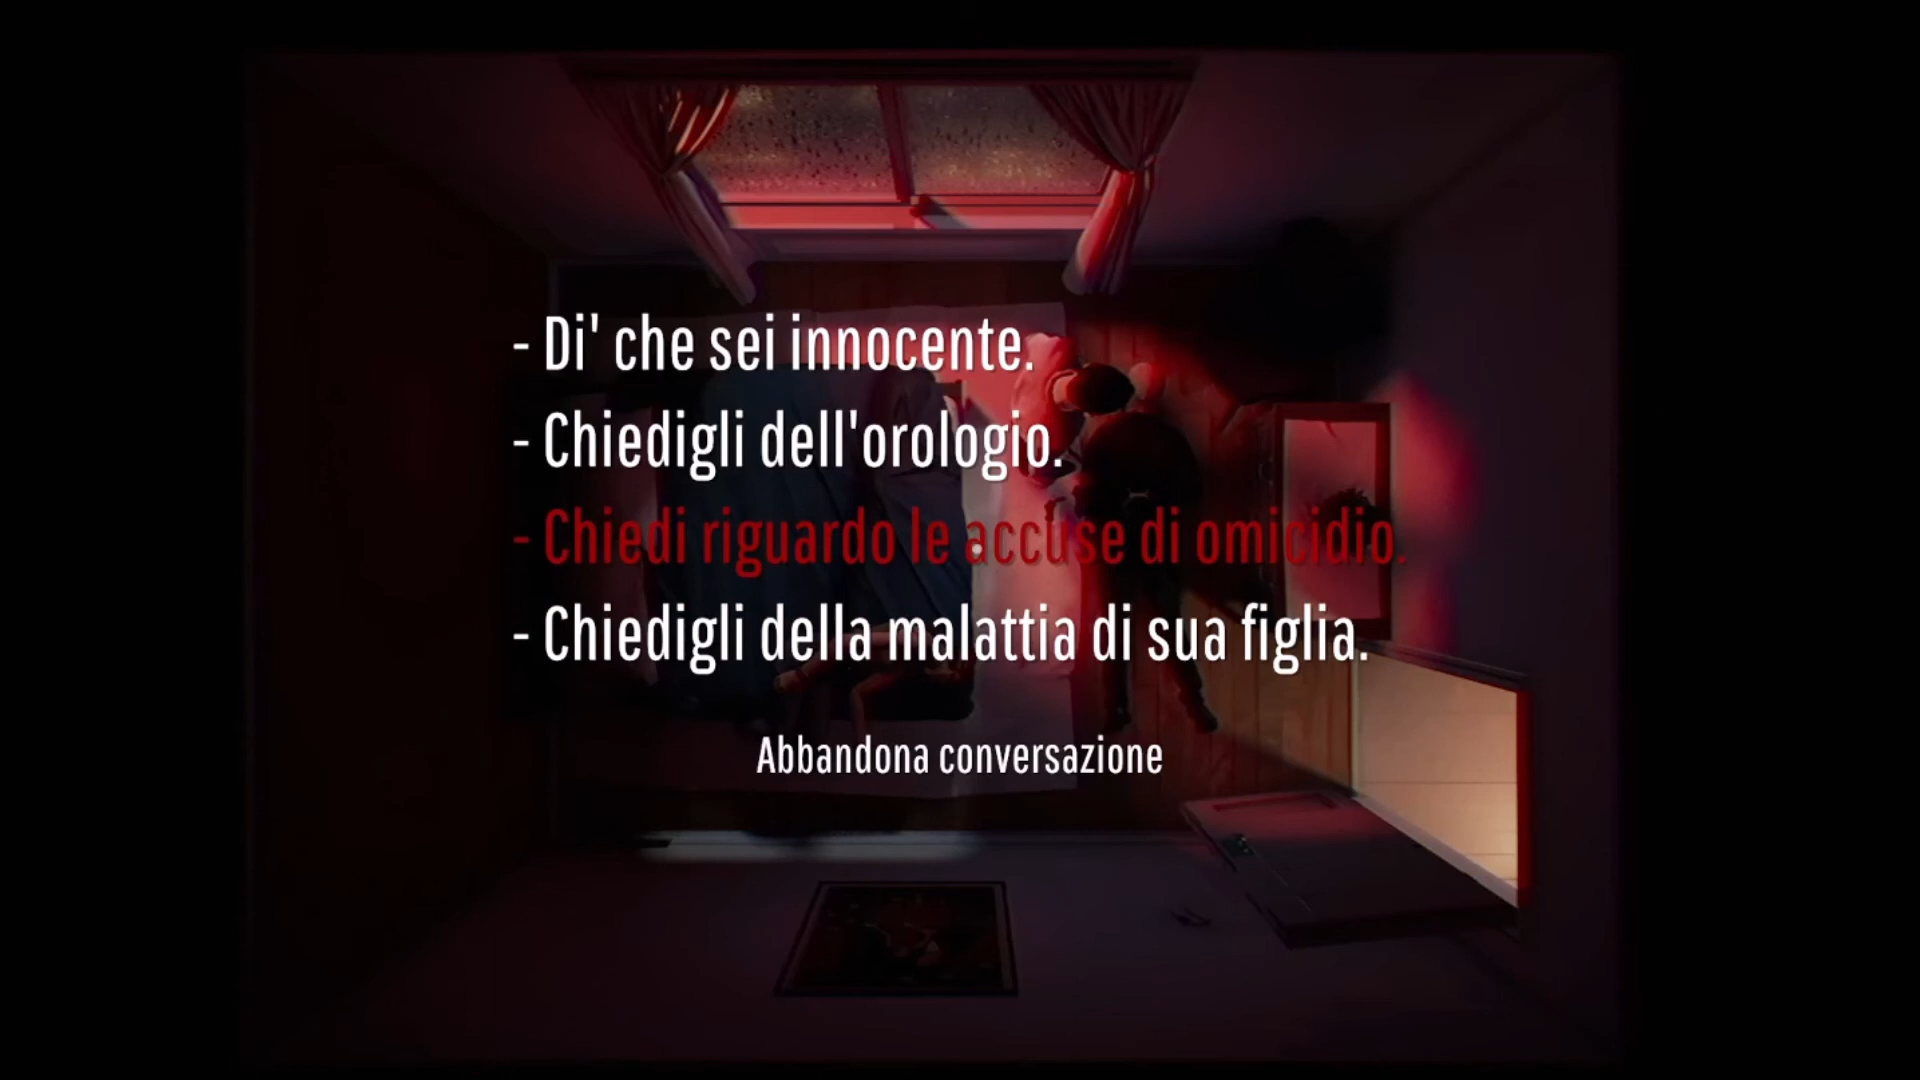 - Di' che sei innocente.
- Chiedigli dell'orologio.
- Chiedi riguardo le accuse di omicidio.
- Chiedigli della malattia di sua figlia.
Abbandona conversazione